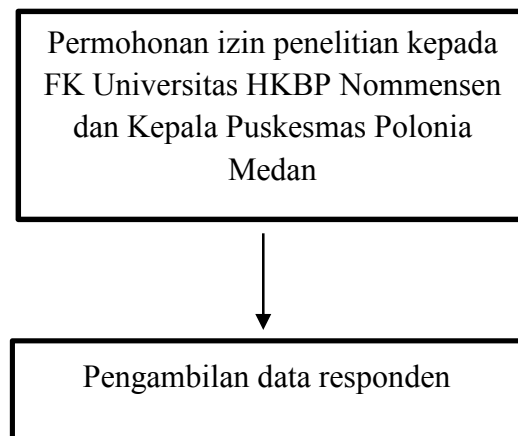 Permohonan izin penelitian kepada
FK Universitas HKBP Nommensen
dan Kepala Puskesmas Polonia
Medan
Pengambilan data responden